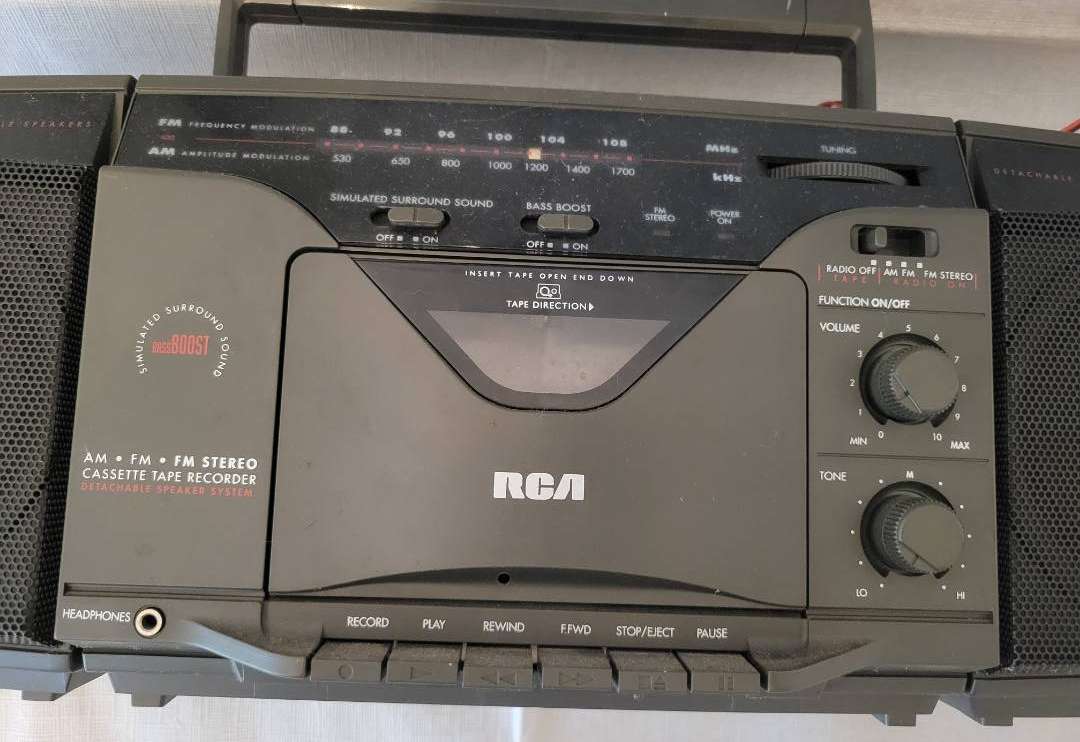 LE SPEAKERS
FM FREQUENCY MODULATION 88 92 96 100 104 108 MHz
AM AMPLITUDE MODULATION 530 650 800 1000 1200 1400 1700 kHz
TUNING
DETACHABLE
SIMULATED SURROUND SOUND
OFF ON
BASS BOOST
OFF ON
FM STEREO
POWER ON
RADIO OFF AM FM FM STEREO
TAPE RADIO ON
FUNCTION ON/OFF
INSERT TAPE OPEN END DOWN
TAPE DIRECTION
SIMULATED SURROUND SOUND
BASS BOOST
VOLUME
MIN 0 1 2 3 4 5 6 7 8 9 10 MAX
AM • FM • FM STEREO
CASSETTE TAPE RECORDER
DETACHABLE SPEAKER SYSTEM
RCA
TONE
M
LO HI
HEADPHONES
RECORD PLAY REWIND F.FWD STOP/EJECT PAUSE